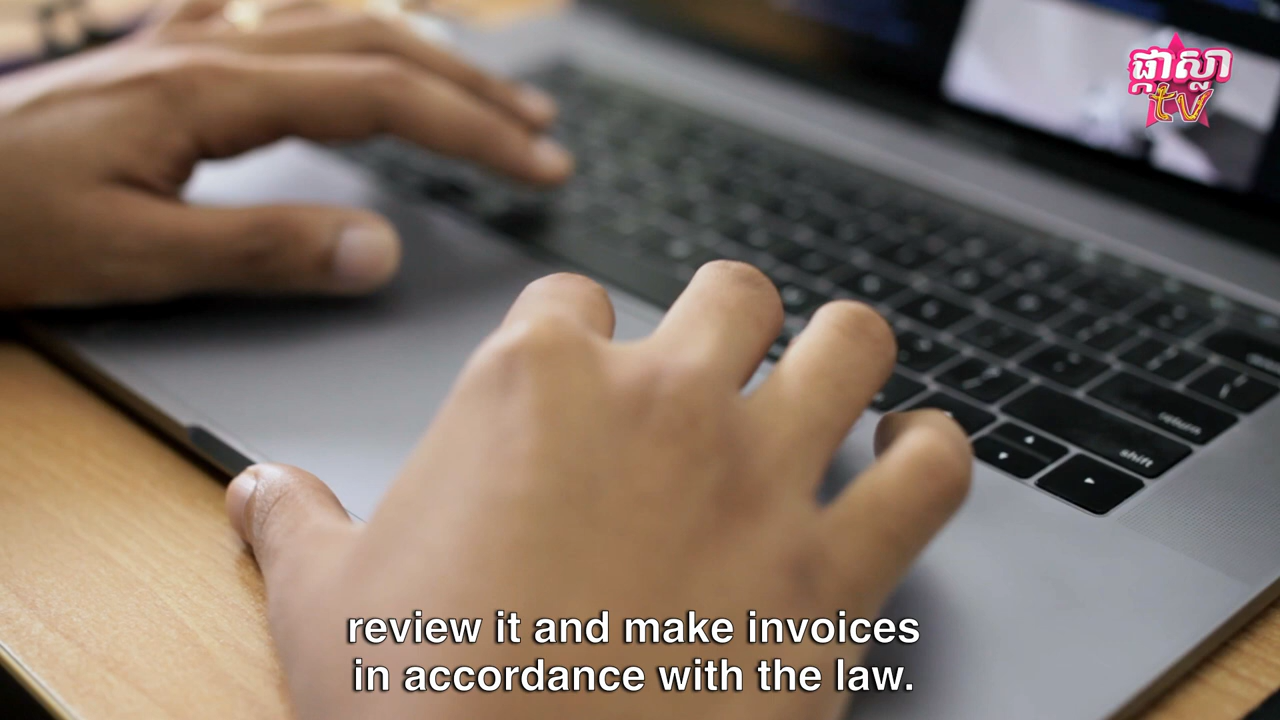 ផ្កាស្លា
tv
return
shift
review it and make invoices
in accordance with the law.